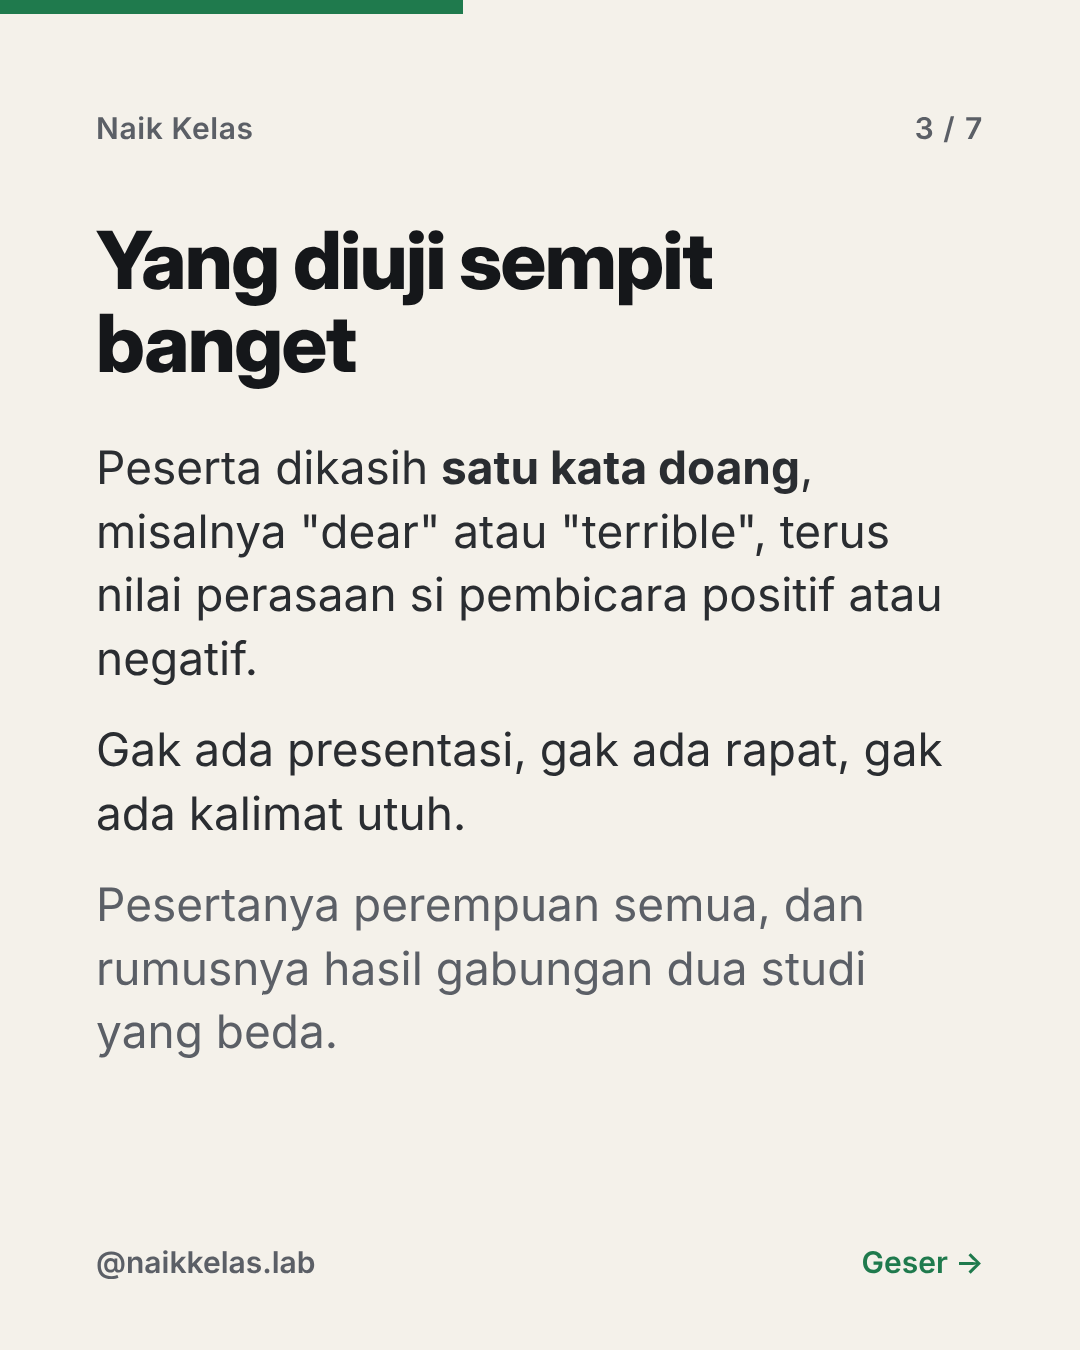 Naik Kelas
3 / 7
Yang diuji sempit
banget
Peserta dikasih satu kata doang,
misalnya "dear" atau "terrible", terus
nilai perasaan si pembicara positif atau
negatif.
Gak ada presentasi, gak ada rapat, gak
ada kalimat utuh.
Pesertanya perempuan semua, dan
rumusnya hasil gabungan dua studi
yang beda.
@naikkelas.lab
Geser →